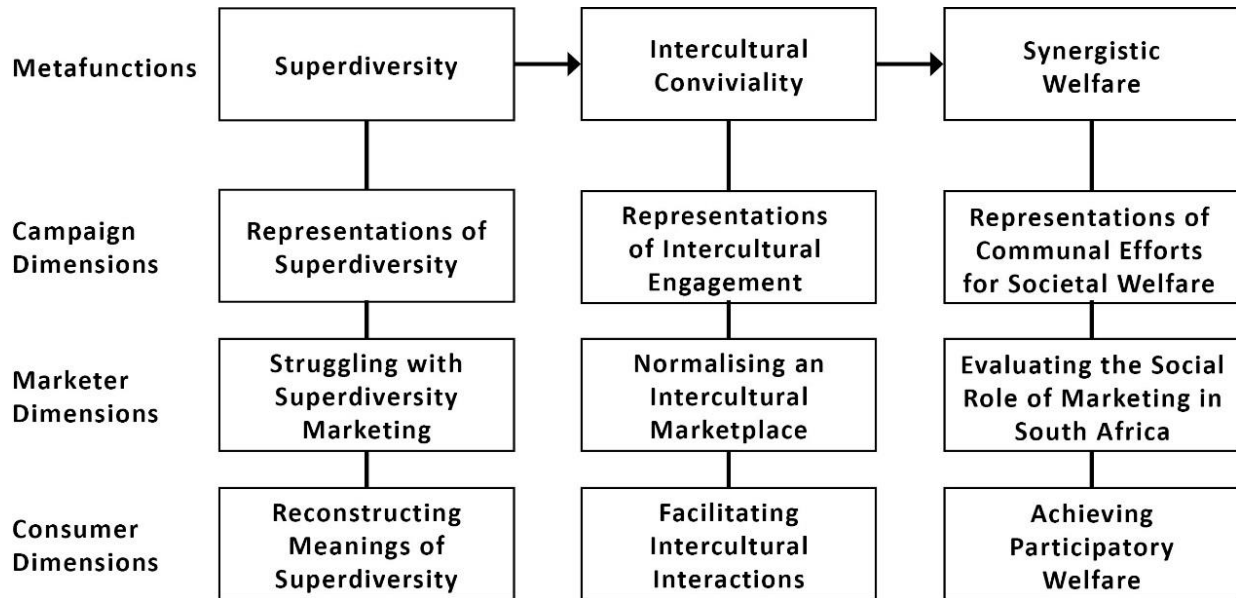 Metafunctions
Superdiversity
Intercultural
Conviviality
Synergistic
Welfare
Campaign
Dimensions
Representations of
Superdiversity
Representations
of Intercultural
Engagement
Representations of
Communal Efforts
for Societal Welfare
Marketer
Dimensions
Struggling with
Superdiversity
Marketing
Normalising an
Intercultural
Marketplace
Evaluating the Social
Role of Marketing in
South Africa
Consumer
Dimensions
Reconstructing
Meanings of
Superdiversity
Facilitating
Intercultural
Interactions
Achieving
Participatory
Welfare